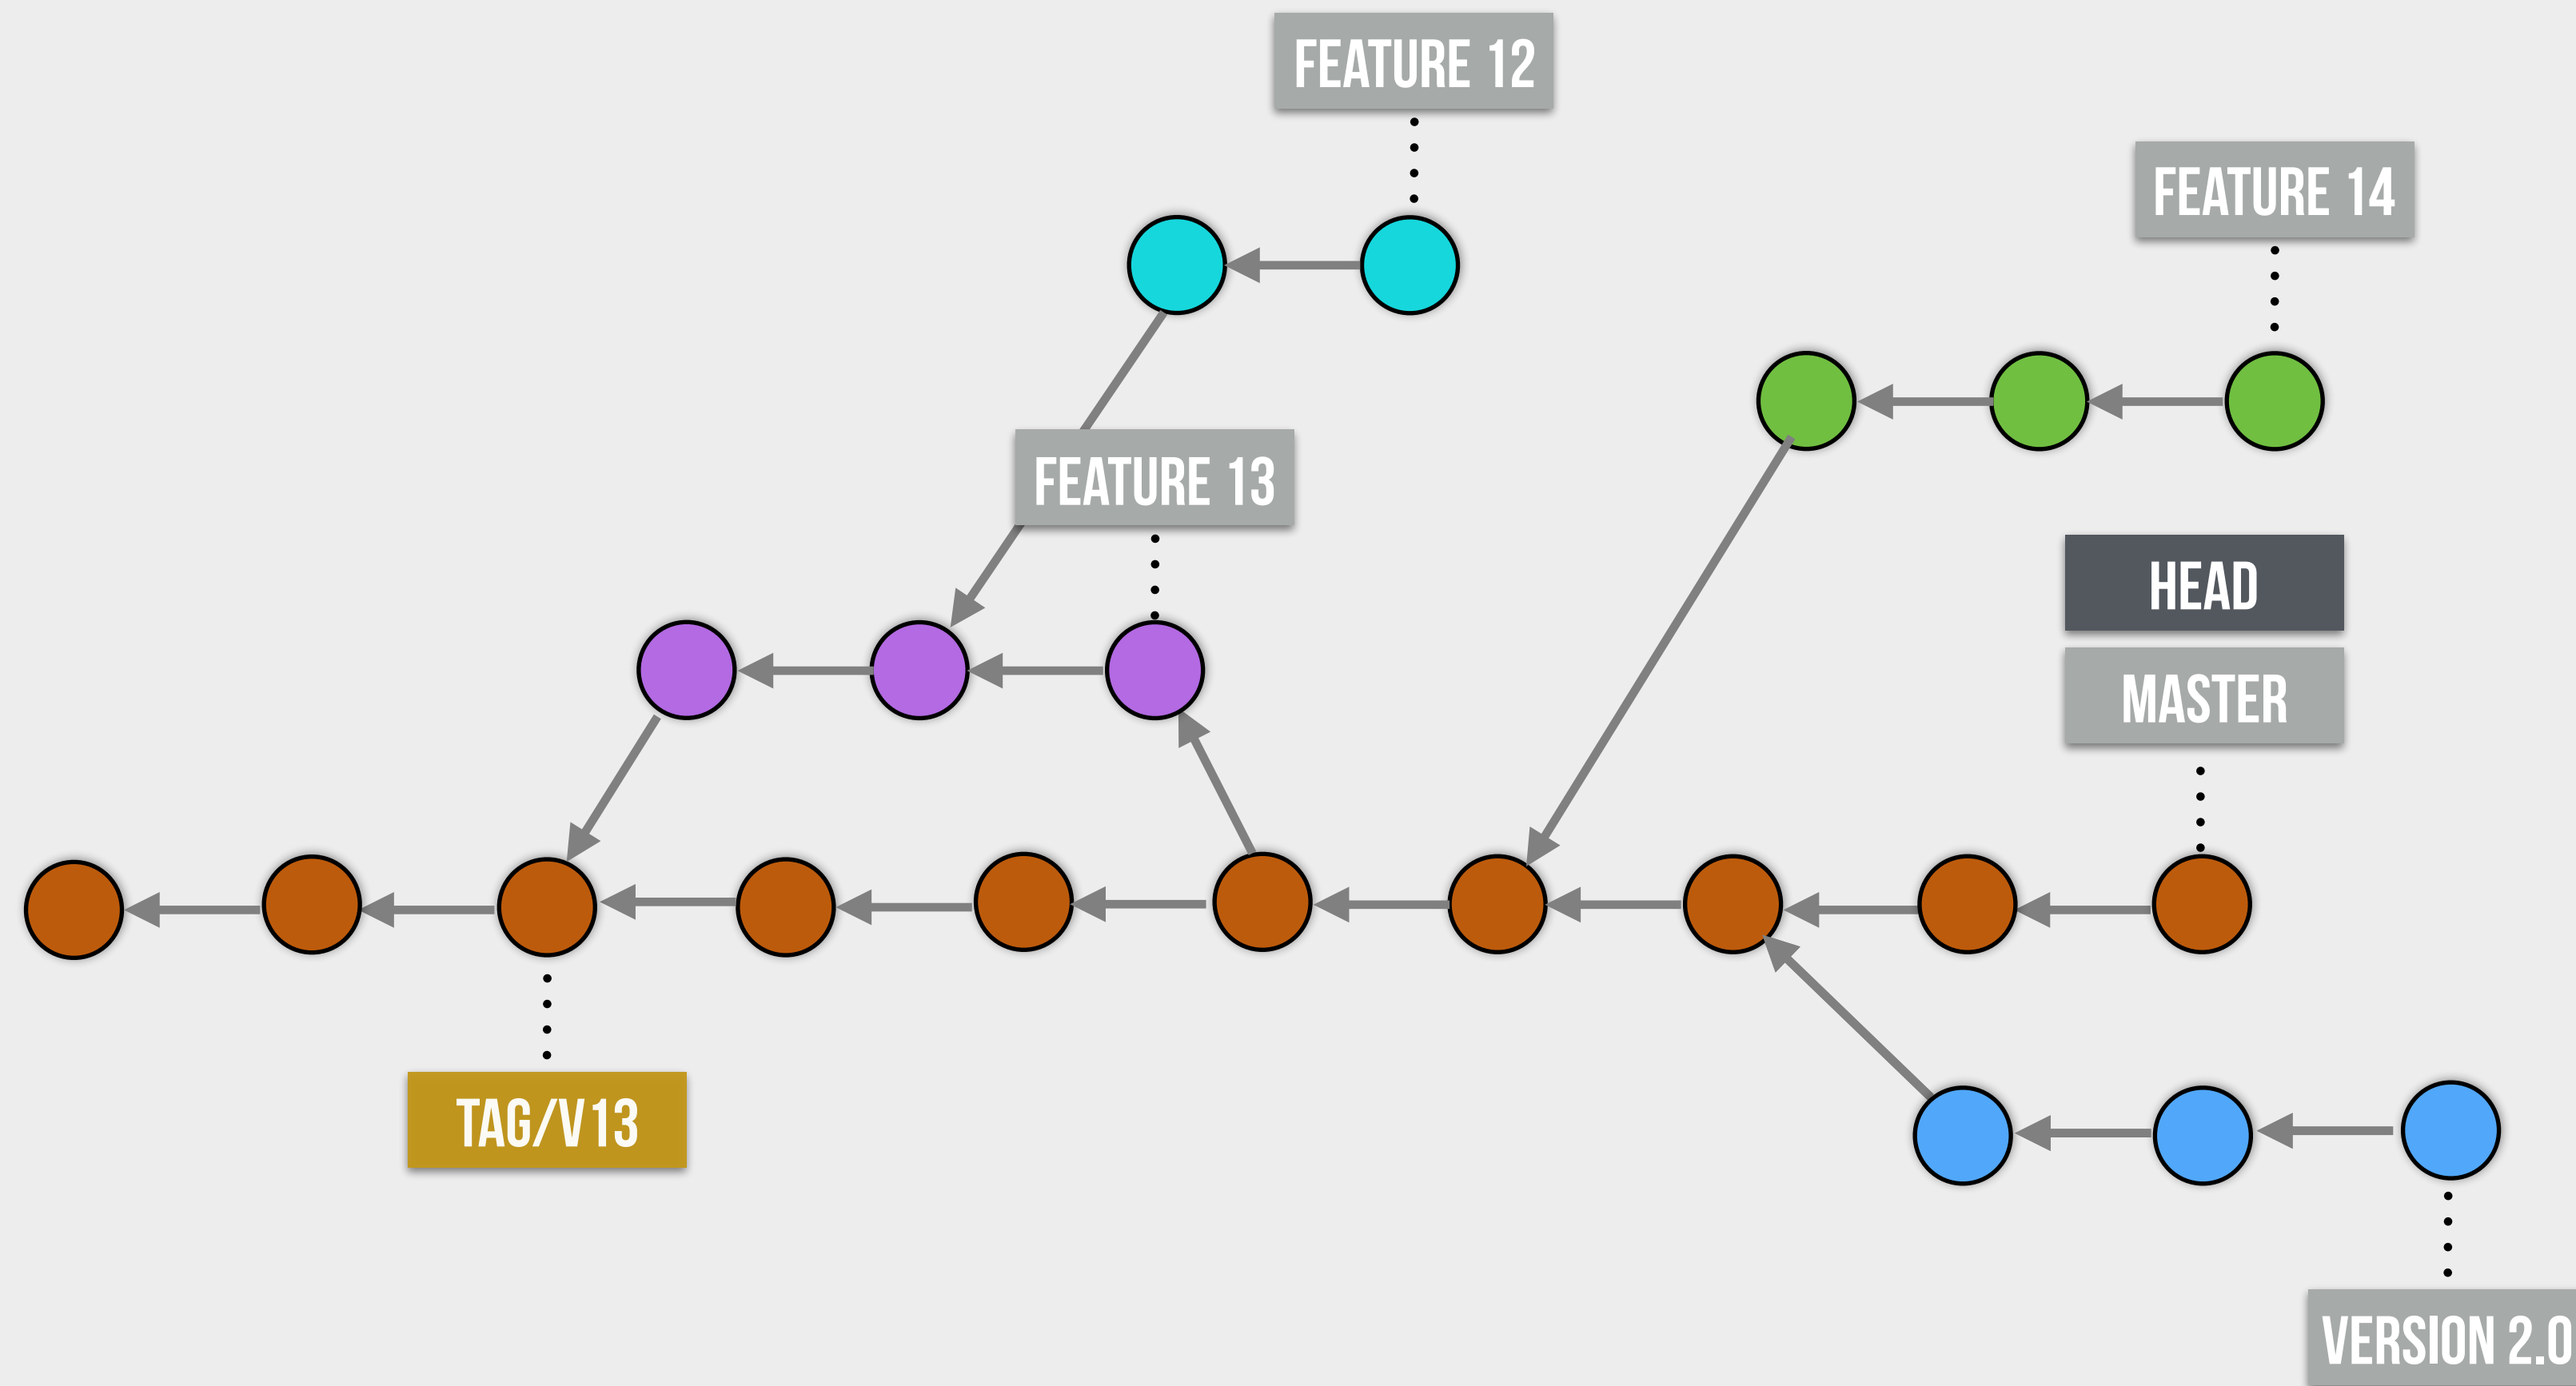 FEATURE 12
FEATURE 14
FEATURE 13
HEAD
MASTER
TAG/V13
VERSION 2.0